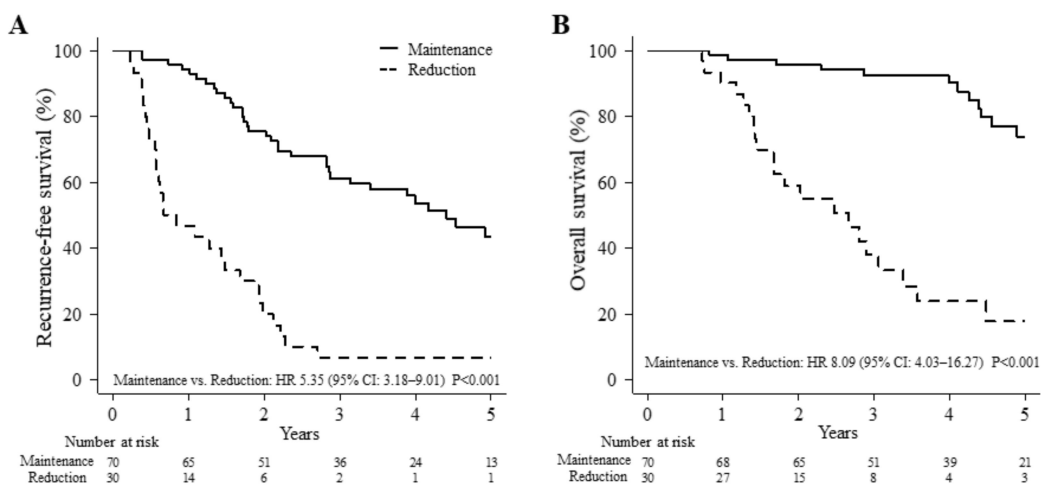 A
Maintenance
Reduction
Recurrence-free survival (%)
100
80
60
40
20
0
Maintenance vs. Reduction: HR 5.35 (95% CI: 3.18–9.01) P<0.001
0 1 2 3 4 5
Years
Number at risk
Maintenance 70 65 51 36 24 13
Reduction 30 14 6 2 1 1
B
Overall survival (%)
100
80
60
40
20
0
Maintenance vs. Reduction: HR 8.09 (95% CI: 4.03–16.27) P<0.001
0 1 2 3 4 5
Years
Number at risk
Maintenance 70 68 65 51 39 21
Reduction 30 27 15 8 4 3